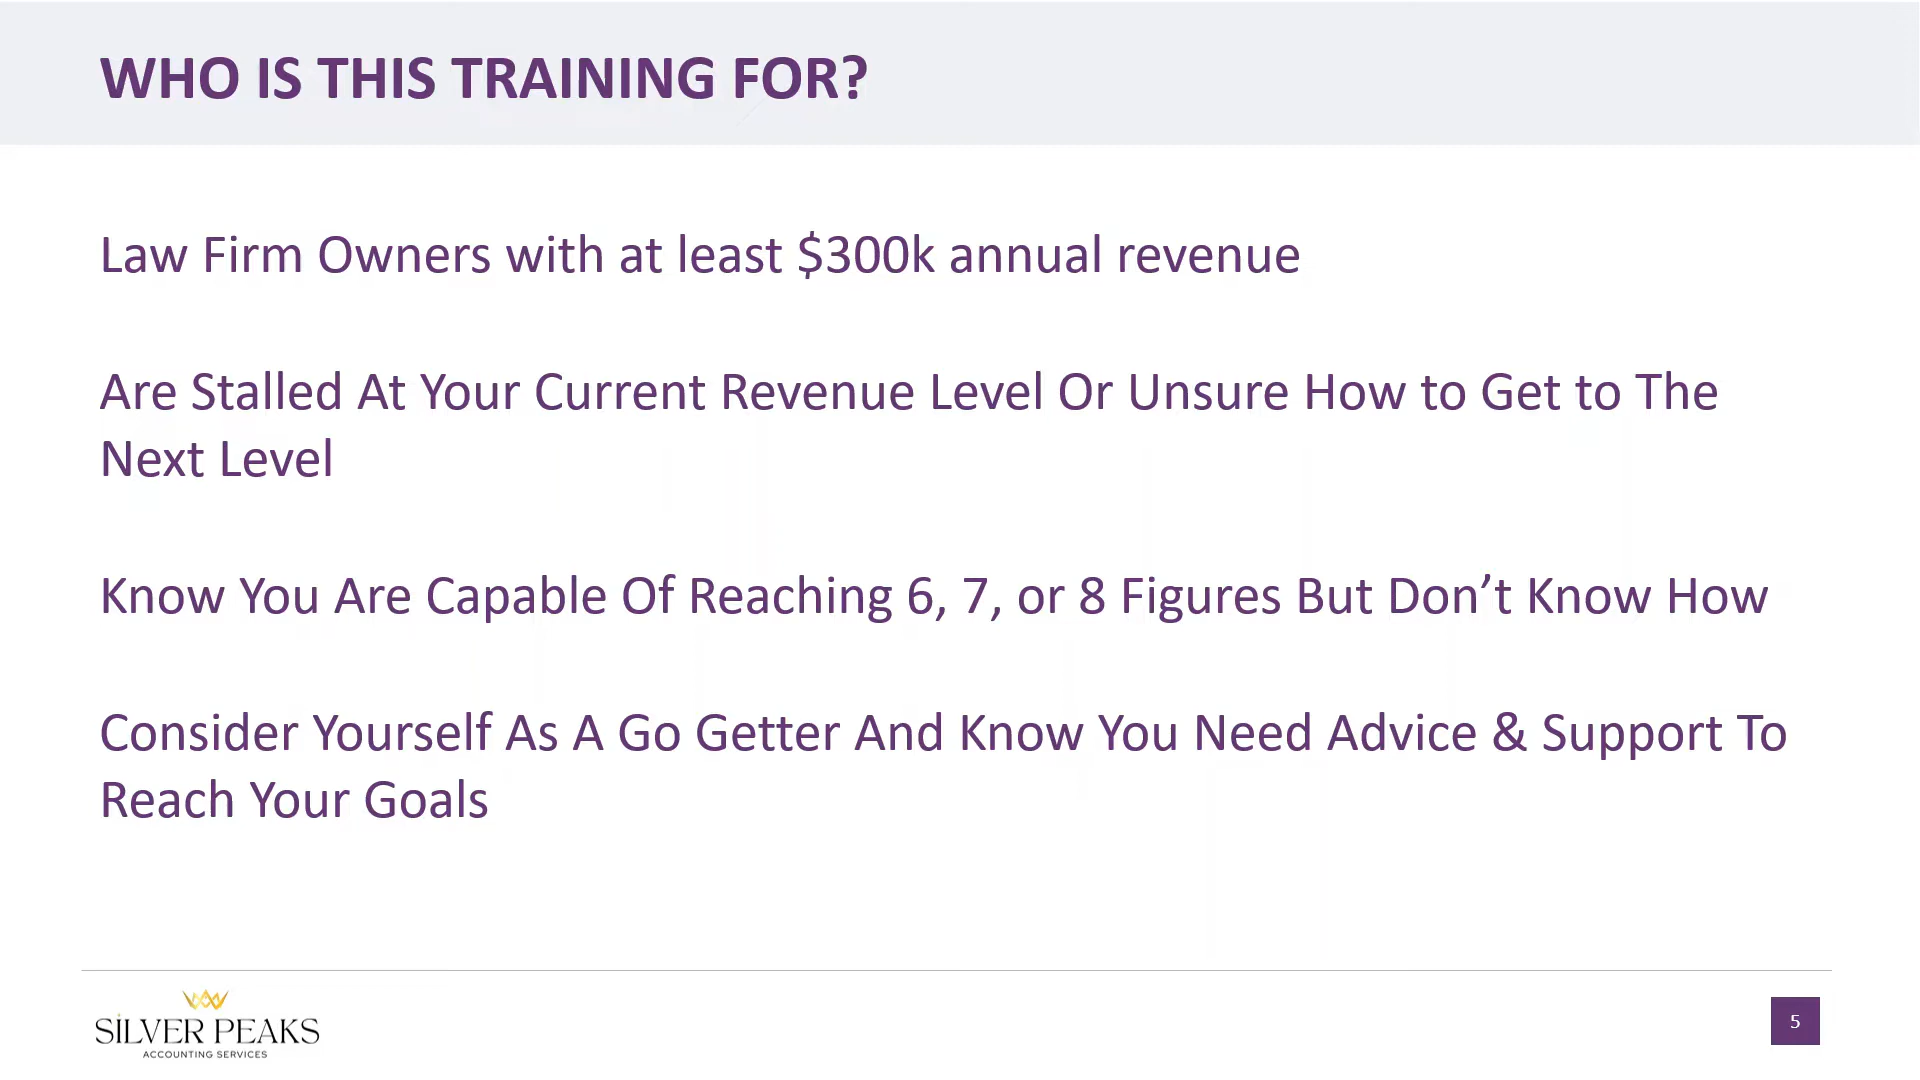 WHO IS THIS TRAINING FOR?
Law Firm Owners with at least $300k annual revenue
Are Stalled At Your Current Revenue Level Or Unsure How to Get to The
Next Level
Know You Are Capable Of Reaching 6, 7, or 8 Figures But Don’t Know How
Consider Yourself As A Go Getter And Know You Need Advice & Support To
Reach Your Goals
SILVER PEAKS
ACCOUNTING SERVICES
5